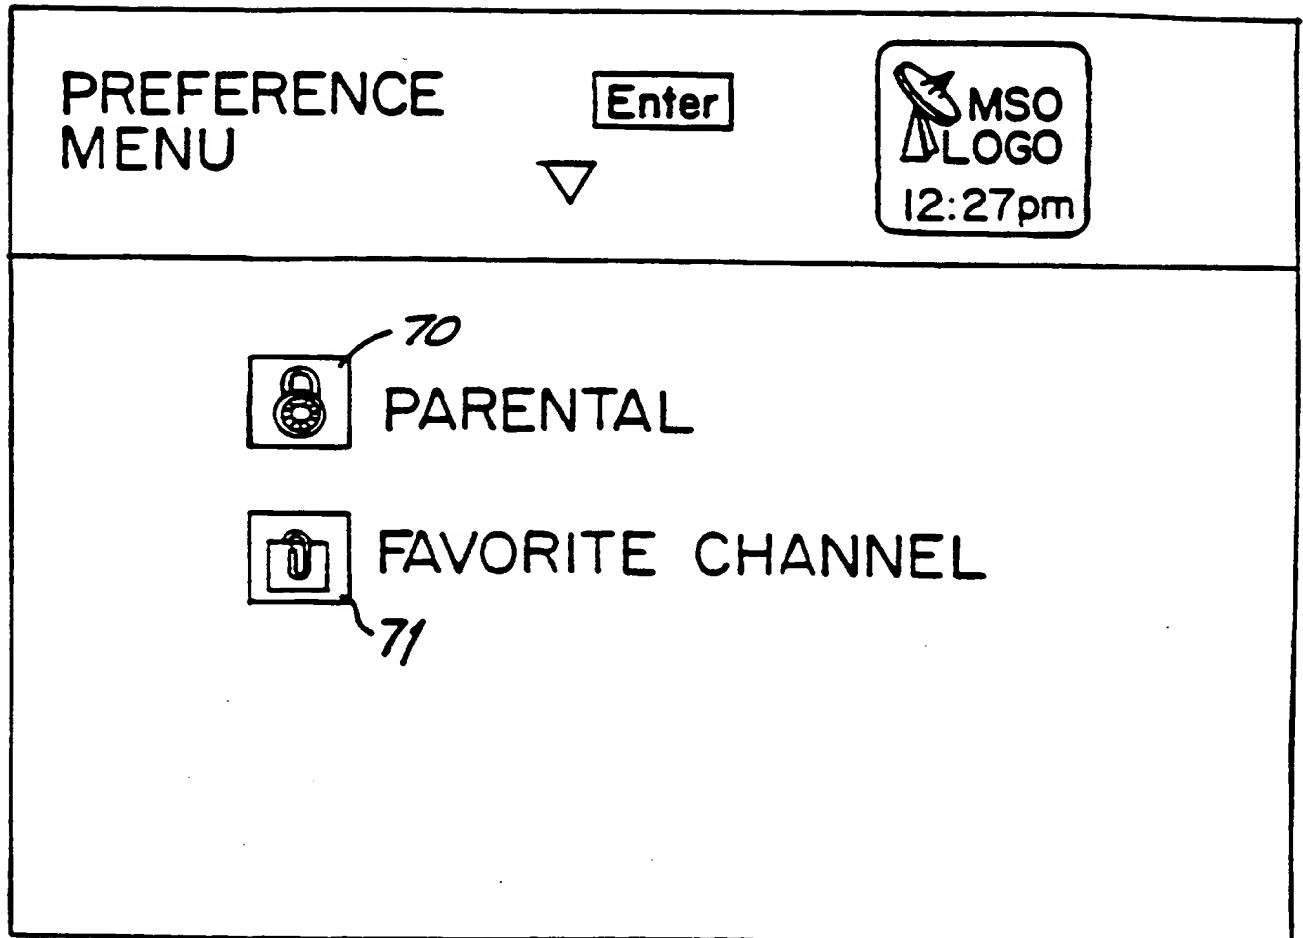 PREFERENCE
MENU
Enter
MSO
LOGO
12:27pm
70
PARENTAL
FAVORITE CHANNEL
71